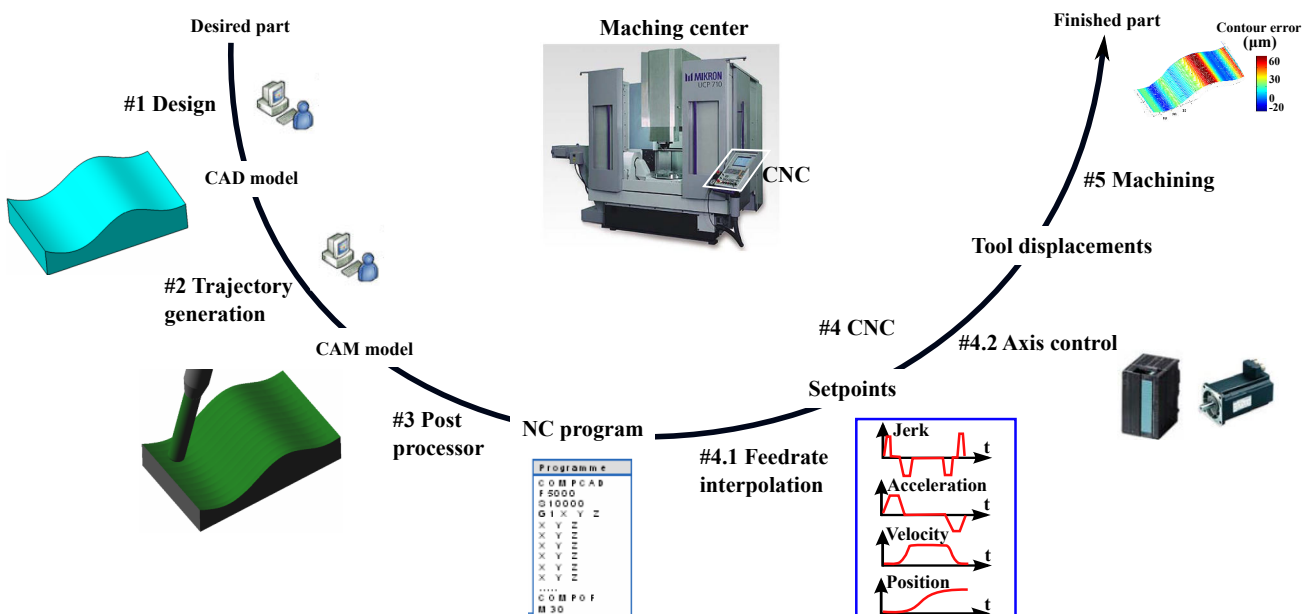 Desired part
#1 Design
CAD model
#2 Trajectory
generation
CAM model
#3 Post
processor
NC program
Programme
COMPCAD
F5000
G10000
G1 X Y Z
X Y Z
X Y Z
X Y Z
X Y Z
X Y Z
.....
COMPOF
M30
#4.1 Feedrate
interpolation
Setpoints
Jerk
t
Acceleration
t
Velocity
t
Position
t
#4 CNC
#4.2 Axis control
Tool displacements
#5 Machining
Finished part
Contour error
(μm)
60
30
0
-20
Maching center
MIKRON
UCP 710
CNC